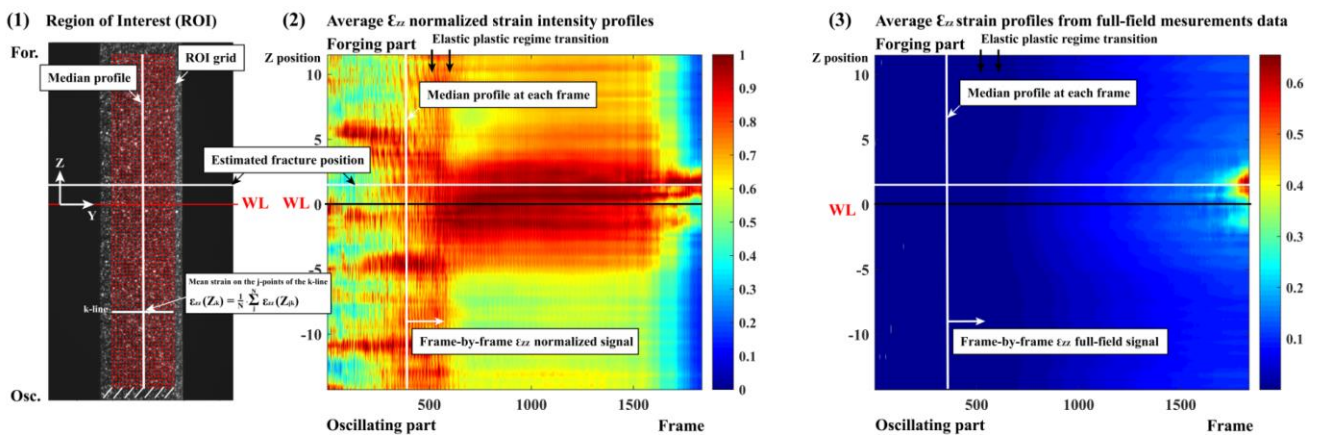 (1) Region of Interest (ROI)
For.
Median profile
ROI grid
Estimated fracture position
Z
Y
WL
Mean strain on the j-points of the k-line
εzz (Zk) = 1/N ∑ εzz (Zjk)
N
1
k-line
Osc.
(2) Average Ɛzz normalized strain intensity profiles
Forging part
Elastic plastic regime transition
Z position
Median profile at each frame
10
5
WL 0
-5
-10
Frame-by-frame εzz normalized signal
500 1000 1500
Oscillating part Frame
1
0.9
0.8
0.7
0.6
0.5
0.4
0.3
0.2
0.1
0
(3) Average Ɛzz strain profiles from full-field mesurements data
Forging part
Elastic plastic regime transition
Z position
Median profile at each frame
10
5
0
WL
-5
-10
Frame-by-frame εzz full-field signal
500 1000 1500
Oscillating part Frame
0.6
0.5
0.4
0.3
0.2
0.1